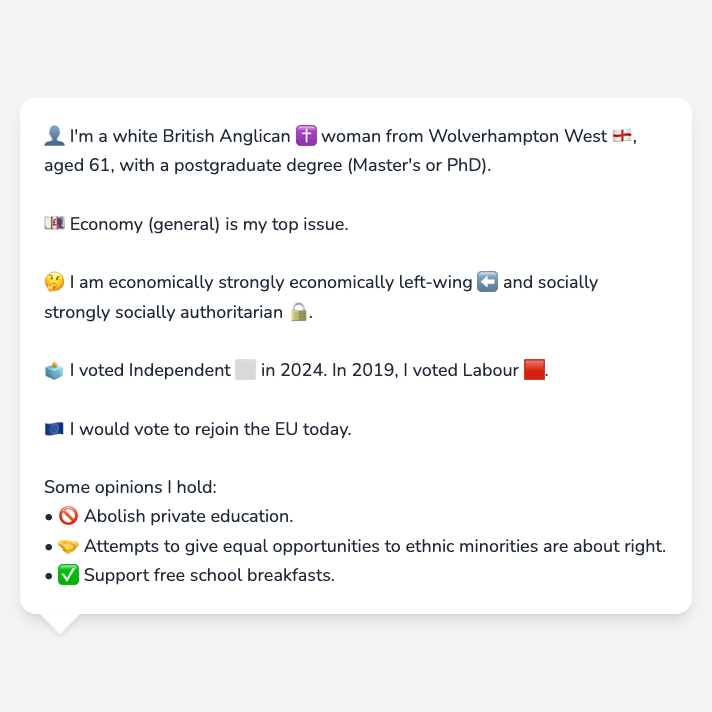 👤 I'm a white British Anglican ✝️ woman from Wolverhampton West 🏴󠁧󠁢󠁥󠁮󠁧󠁿,
aged 61, with a postgraduate degree (Master's or PhD).
💷 Economy (general) is my top issue.
🤔 I am economically strongly economically left-wing ⬅️ and socially
strongly socially authoritarian 🔒.
🗳️ I voted Independent ⬜ in 2024. In 2019, I voted Labour 🟥.
🇪🇺 I would vote to rejoin the EU today.
Some opinions I hold:
• 🚫 Abolish private education.
• 🤝 Attempts to give equal opportunities to ethnic minorities are about right.
• ✅ Support free school breakfasts.